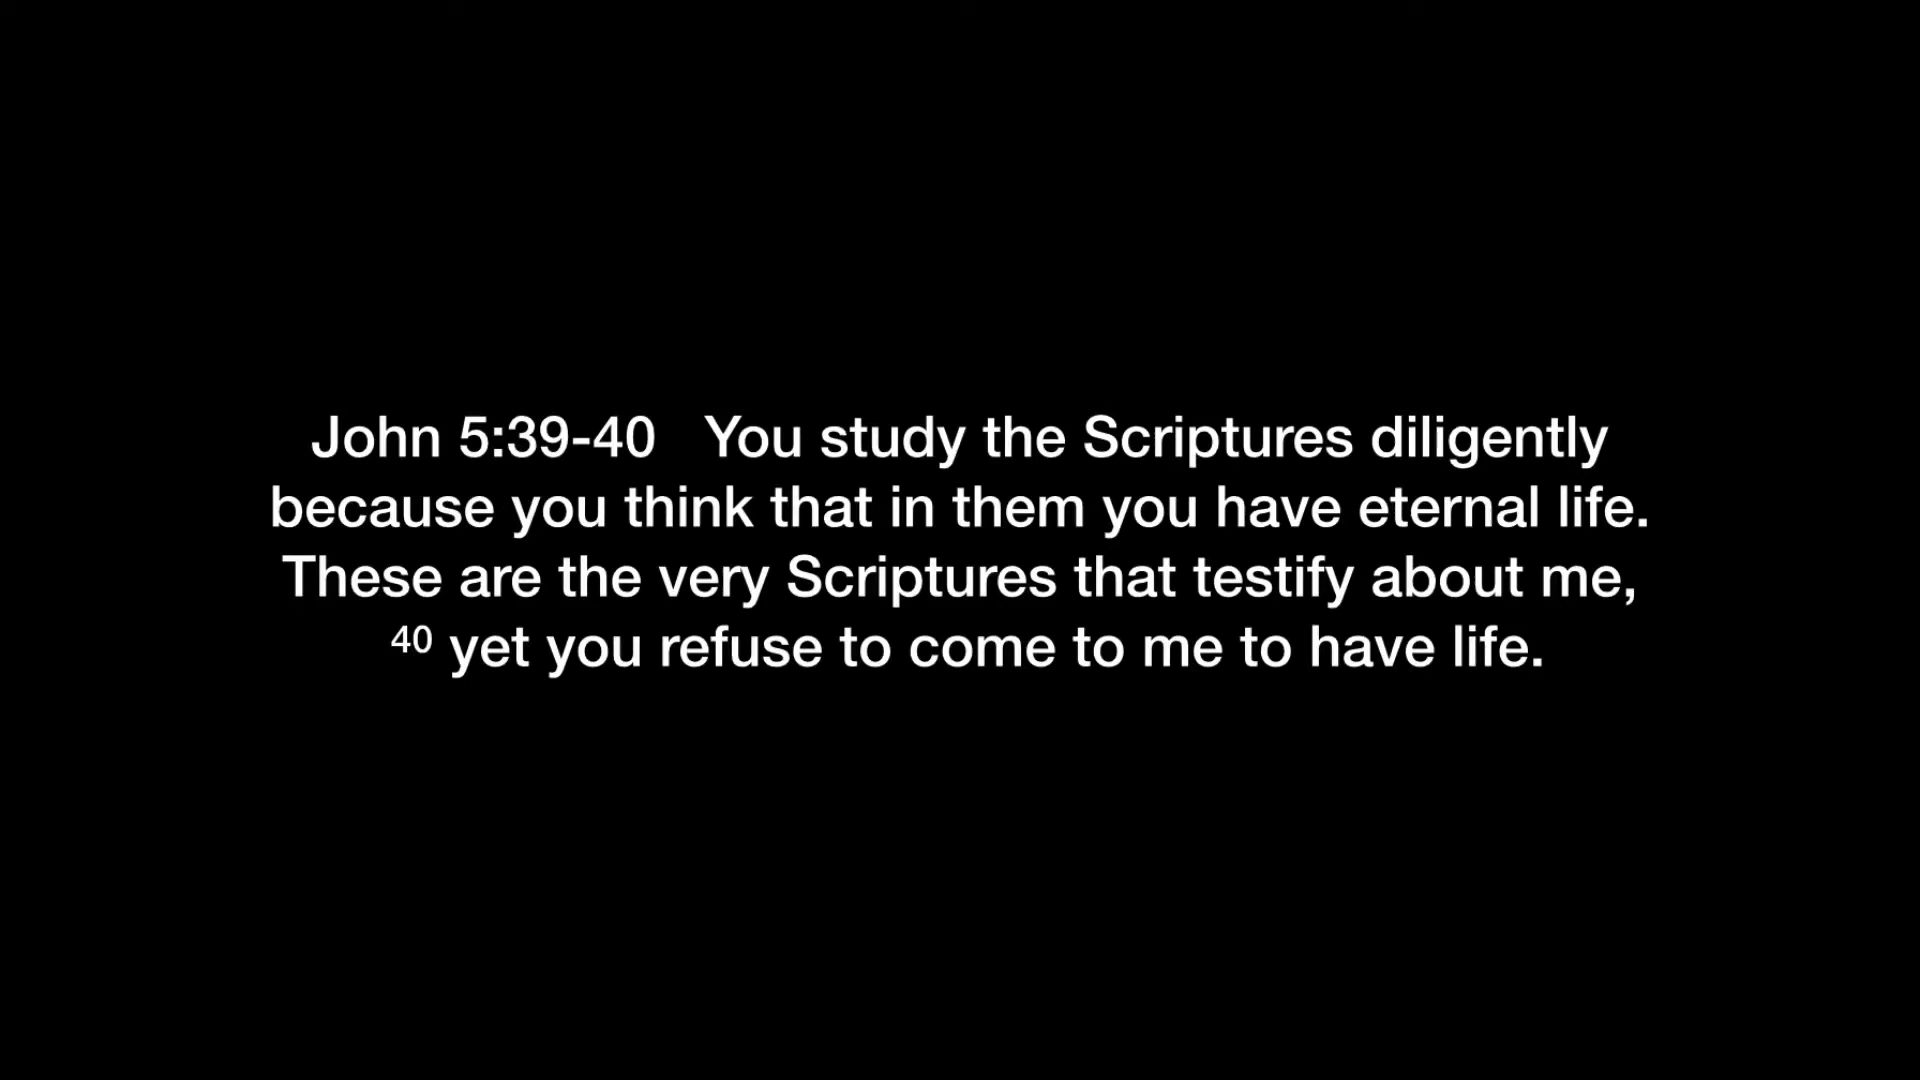 John 5:39-40   You study the Scriptures diligently
because you think that in them you have eternal life.
These are the very Scriptures that testify about me,
⁴⁰ yet you refuse to come to me to have life.